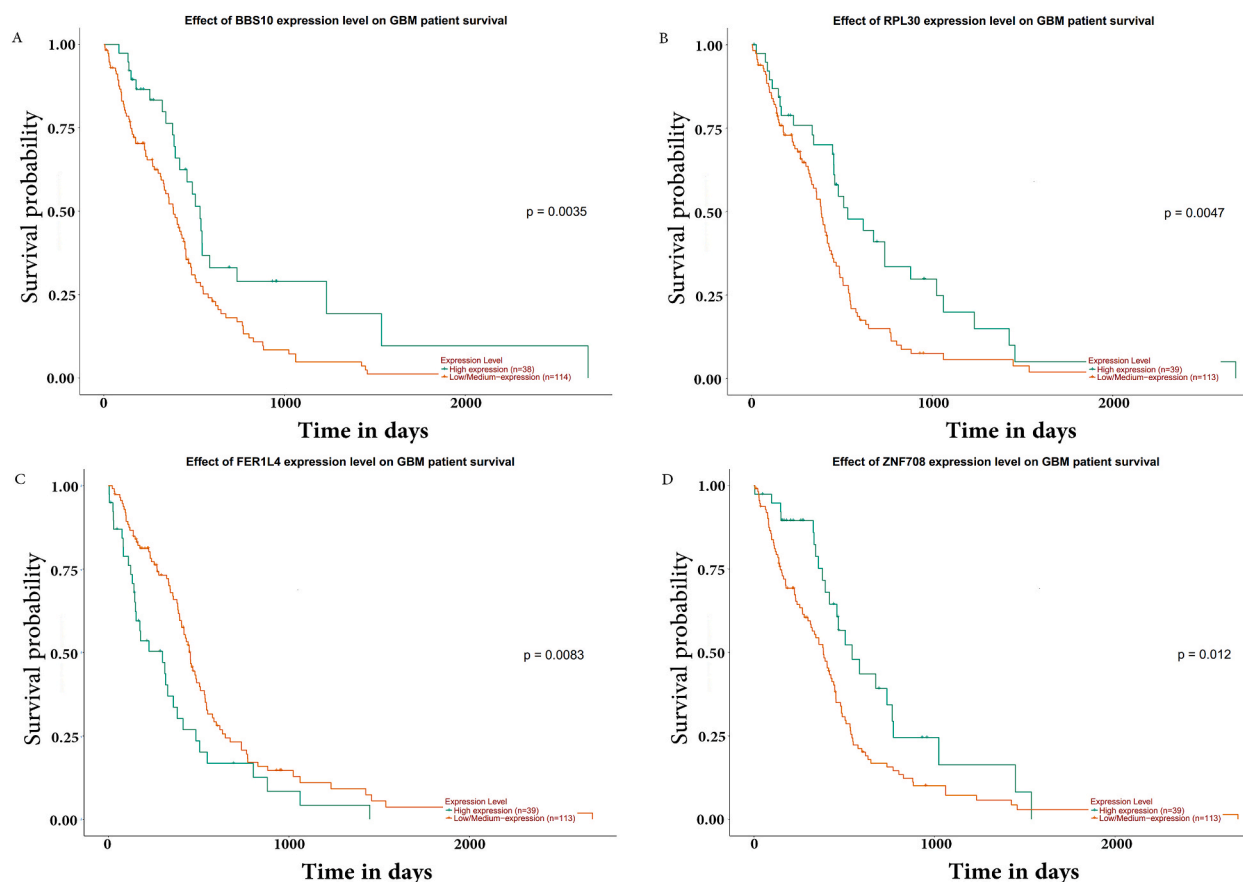 Effect of BBS10 expression level on GBM patient survival
A
Survival probability
1.00
0.75
0.50
0.25
0.00
p = 0.0035
Expression Level
High expression (n=38)
Low/Medium-expression (n=114)
0 1000 2000
Time in days
Effect of RPL30 expression level on GBM patient survival
B
Survival probability
1.00
0.75
0.50
0.25
0.00
p = 0.0047
Expression Level
High expression (n=39)
Low/Medium-expression (n=113)
0 1000 2000
Time in days
Effect of FER1L4 expression level on GBM patient survival
C
Survival probability
1.00
0.75
0.50
0.25
0.00
p = 0.0083
Expression Level
High expression (n=39)
Low/Medium-expression (n=113)
0 1000 2000
Time in days
Effect of ZNF708 expression level on GBM patient survival
D
Survival probability
1.00
0.75
0.50
0.25
0.00
p = 0.012
Expression Level
High expression (n=39)
Low/Medium-expression (n=113)
0 1000 2000
Time in days